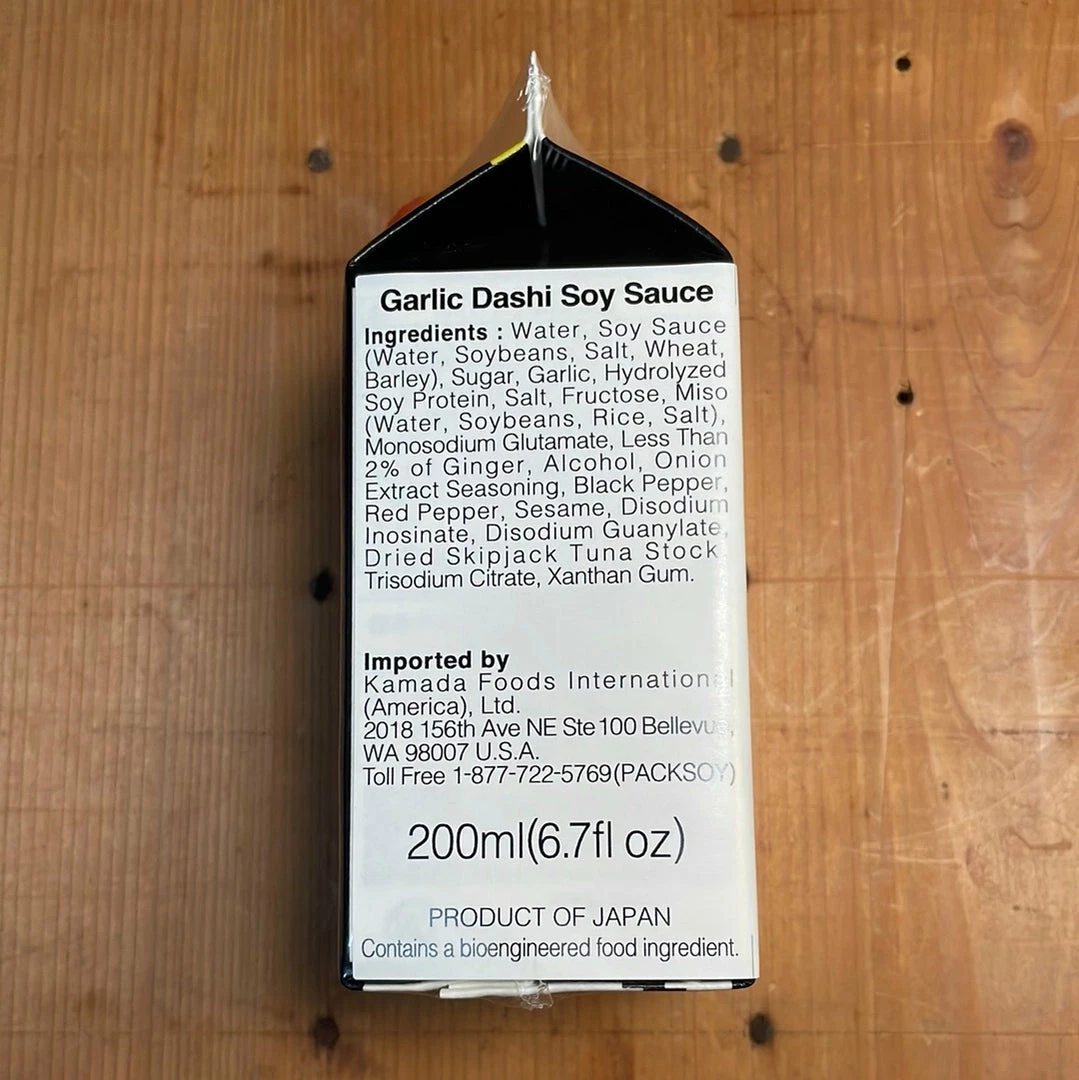 Garlic Dashi Soy Sauce
Ingredients : Water, Soy Sauce
(Water, Soybeans, Salt, Wheat,
Barley), Sugar, Garlic, Hydrolyzed
Soy Protein, Salt, Fructose, Miso
(Water, Soybeans, Rice, Salt),
Monosodium Glutamate, Less Than
2% of Ginger, Alcohol, Onion
Extract Seasoning, Black Pepper,
Red Pepper, Sesame, Disodium
Inosinate, Disodium Guanylate,
Dried Skipjack Tuna Stock,
Trisodium Citrate, Xanthan Gum.
Imported by
Kamada Foods International
(America), Ltd.
2018 156th Ave NE Ste 100 Bellevue,
WA 98007 U.S.A.
Toll Free 1-877-722-5769(PACKSOY)
200ml(6.7fl oz)
PRODUCT OF JAPAN
Contains a bioengineered food ingredient.